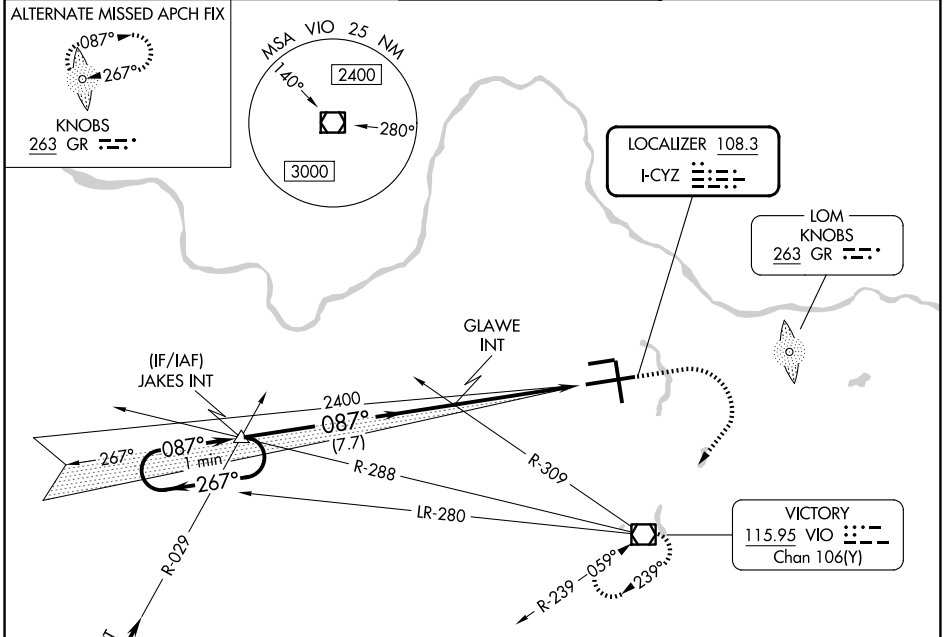 ALTERNATE MISSED APCH FIX
087°
267°
KNOBS
263 GR
MSA VIO 25 NM
2400
140°
280°
3000
LOCALIZER 108.3
I-CYZ
LOM
KNOBS
263 GR
GLAWE
INT
(IF/IAF)
JAKES INT
2400
087°
(7.7)
267°
087°
1 min
267°
R-288
R-309
LR-280
R-029
VICTORY
115.95 VIO
Chan 106(Y)
R-239
059°
239°
T